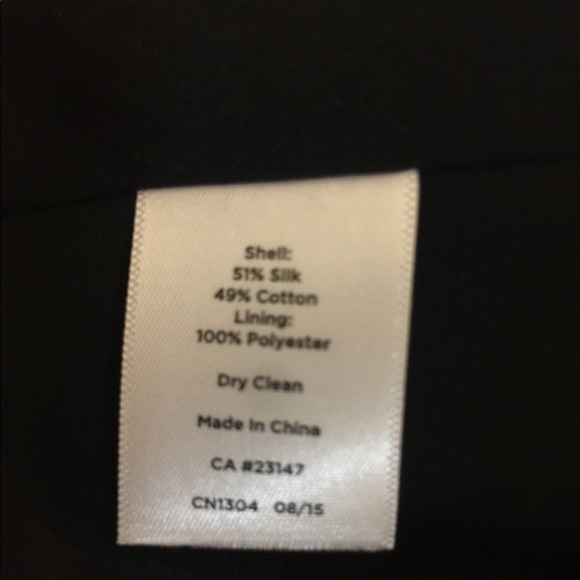 Shell:
51% Silk
49% Cotton
Lining:
100% Polyester
Dry Clean
Made In China
CA #23147
CN1304 08/15